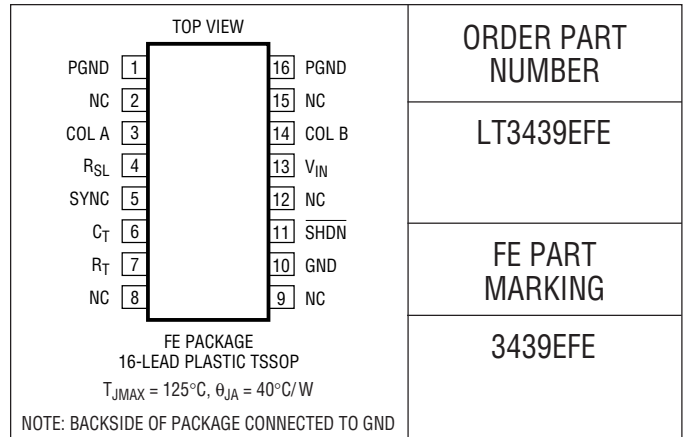 TOP VIEW
PGND 1 16 PGND
NC 2 15 NC
COL A 3 14 COL B
RSL 4 13 VIN
SYNC 5 12 NC
CT 6 11 SHDN
RT 7 10 GND
NC 8 9 NC
FE PACKAGE
16-LEAD PLASTIC TSSOP
TJMAX = 125°C, θJA = 40°C/W
NOTE: BACKSIDE OF PACKAGE CONNECTED TO GND
ORDER PART
NUMBER
LT3439EFE
FE PART
MARKING
3439EFE